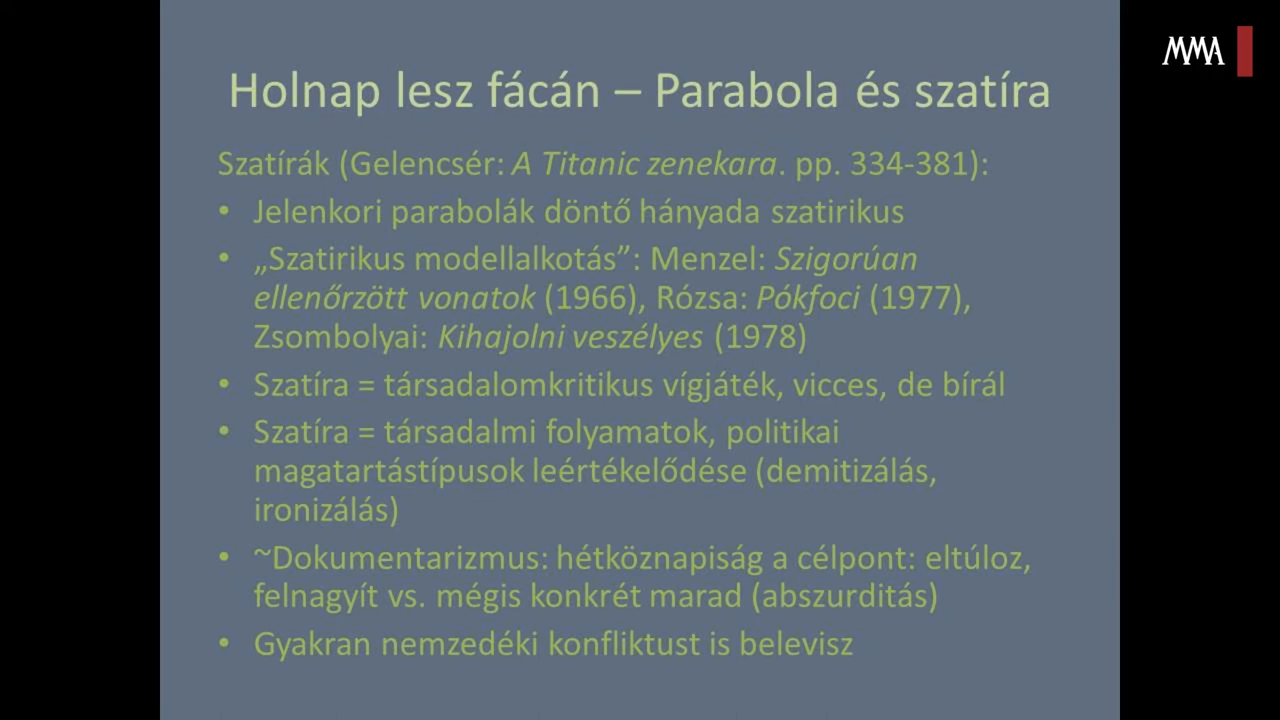 MMA
Holnap lesz fácán – Parabola és szatíra
Szatírák (Gelencsér: A Titanic zenekara. pp. 334-381):
• Jelenkori parabolák döntő hányada szatirikus
• „Szatirikus modellalkotás”: Menzel: Szigorúan
ellenőrzött vonatok (1966), Rózsa: Pókfoci (1977),
Zsombolyai: Kihajolni veszélyes (1978)
• Szatíra = társadalomkritikus vígjáték, vicces, de bírál
• Szatíra = társadalmi folyamatok, politikai
magatartástípusok leértékelődése (demitizálás,
ironizálás)
• ~Dokumentarizmus: hétköznapiság a célpont: eltúloz,
felnagyít vs. mégis konkrét marad (abszurditás)
• Gyakran nemzedéki konfliktust is belevisz